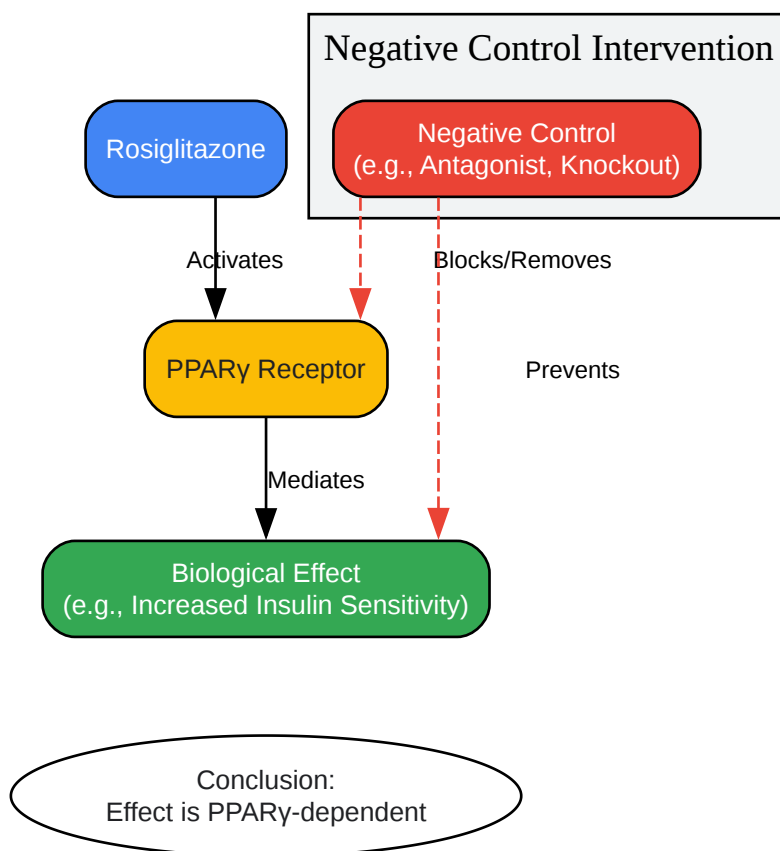 Negative Control Intervention
Rosiglitazone
Negative Control
(e.g., Antagonist, Knockout)
Activates
Blocks/Removes
PPARγ Receptor
Prevents
Mediates
Biological Effect
(e.g., Increased Insulin Sensitivity)
Conclusion:
Effect is PPARγ-dependent